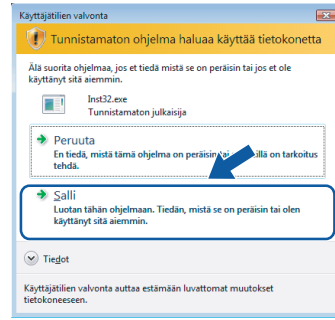 Käyttäjätilien valvonta
Tunnistamaton ohjelma haluaa käyttää tietokonetta
Älä suorita ohjelmaa, jos et tiedä mistä se on peräisin tai jos et ole
käyttänyt sitä aiemmin.
Inst32.exe
Tunnistamaton julkaisija
Peruuta
En tiedä, mistä tämä ohjelma on peräisin tai illä on tarkoitus
tehdä.
Salli
Luotan tähän ohjelmaan. Tiedän, mistä se on peräisin tai olen
käyttänyt sitä aiemmin.
Tiedot
Käyttäjätilien valvonta auttaa estämään luvattomat muutokset
tietokoneeseen.